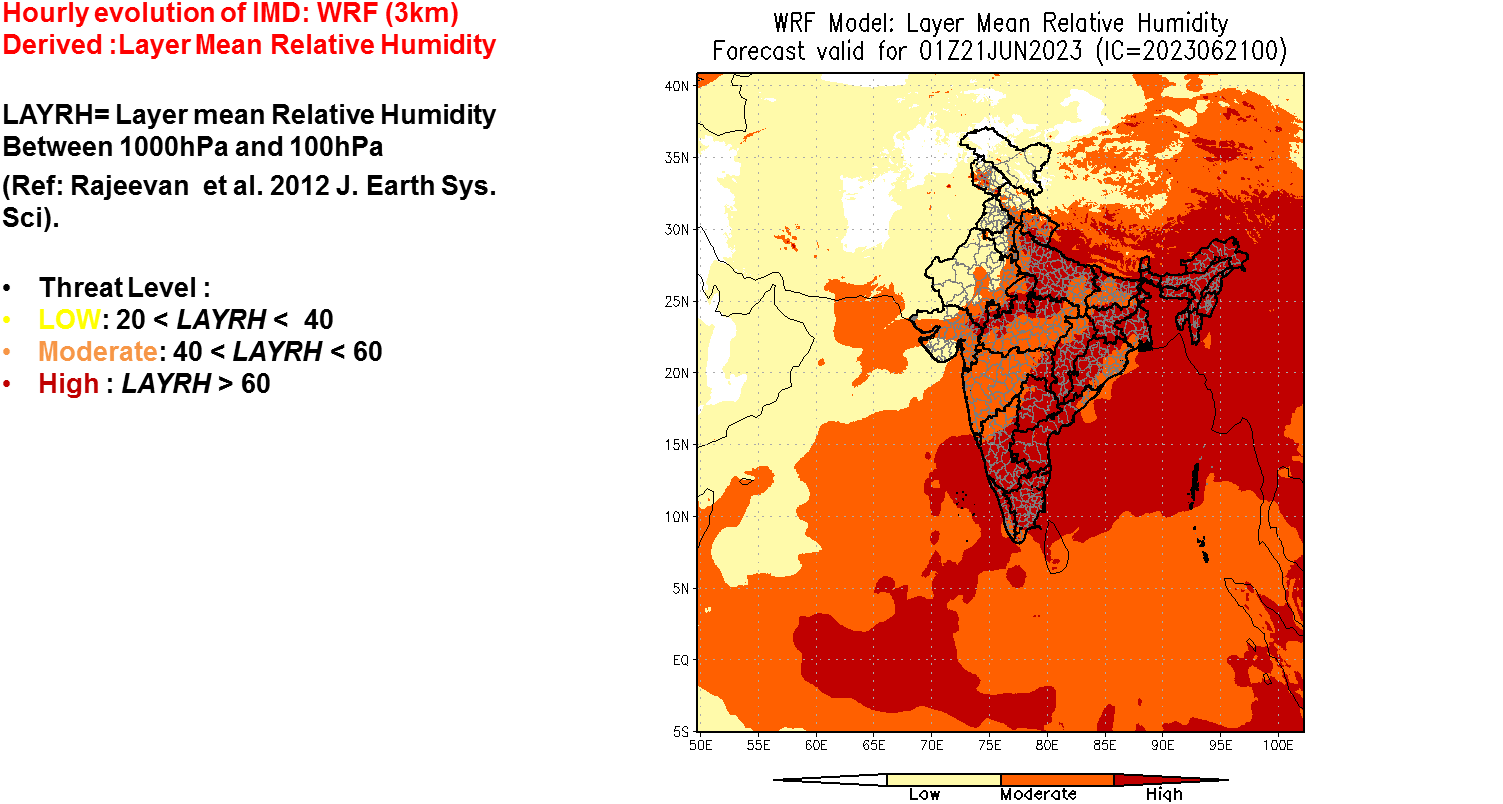 Hourly evolution of IMD: WRF (3km)
Derived :Layer Mean Relative Humidity
LAYRH= Layer mean Relative Humidity
Between 1000hPa and 100hPa
(Ref: Rajeevan et al. 2012 J. Earth Sys.
Sci).
• Threat Level :
• LOW: 20 < LAYRH < 40
• Moderate: 40 < LAYRH < 60
• High : LAYRH > 60
WRF Model: Layer Mean Relative Humidity
Forecast valid for 01Z21JUN2023 (IC=2023062100)
40N
35N
30N
25N
20N
15N
10N
5N
EQ
5S
50E 55E 60E 65E 70E 75E 80E 85E 90E 95E 100E
Low Moderate High